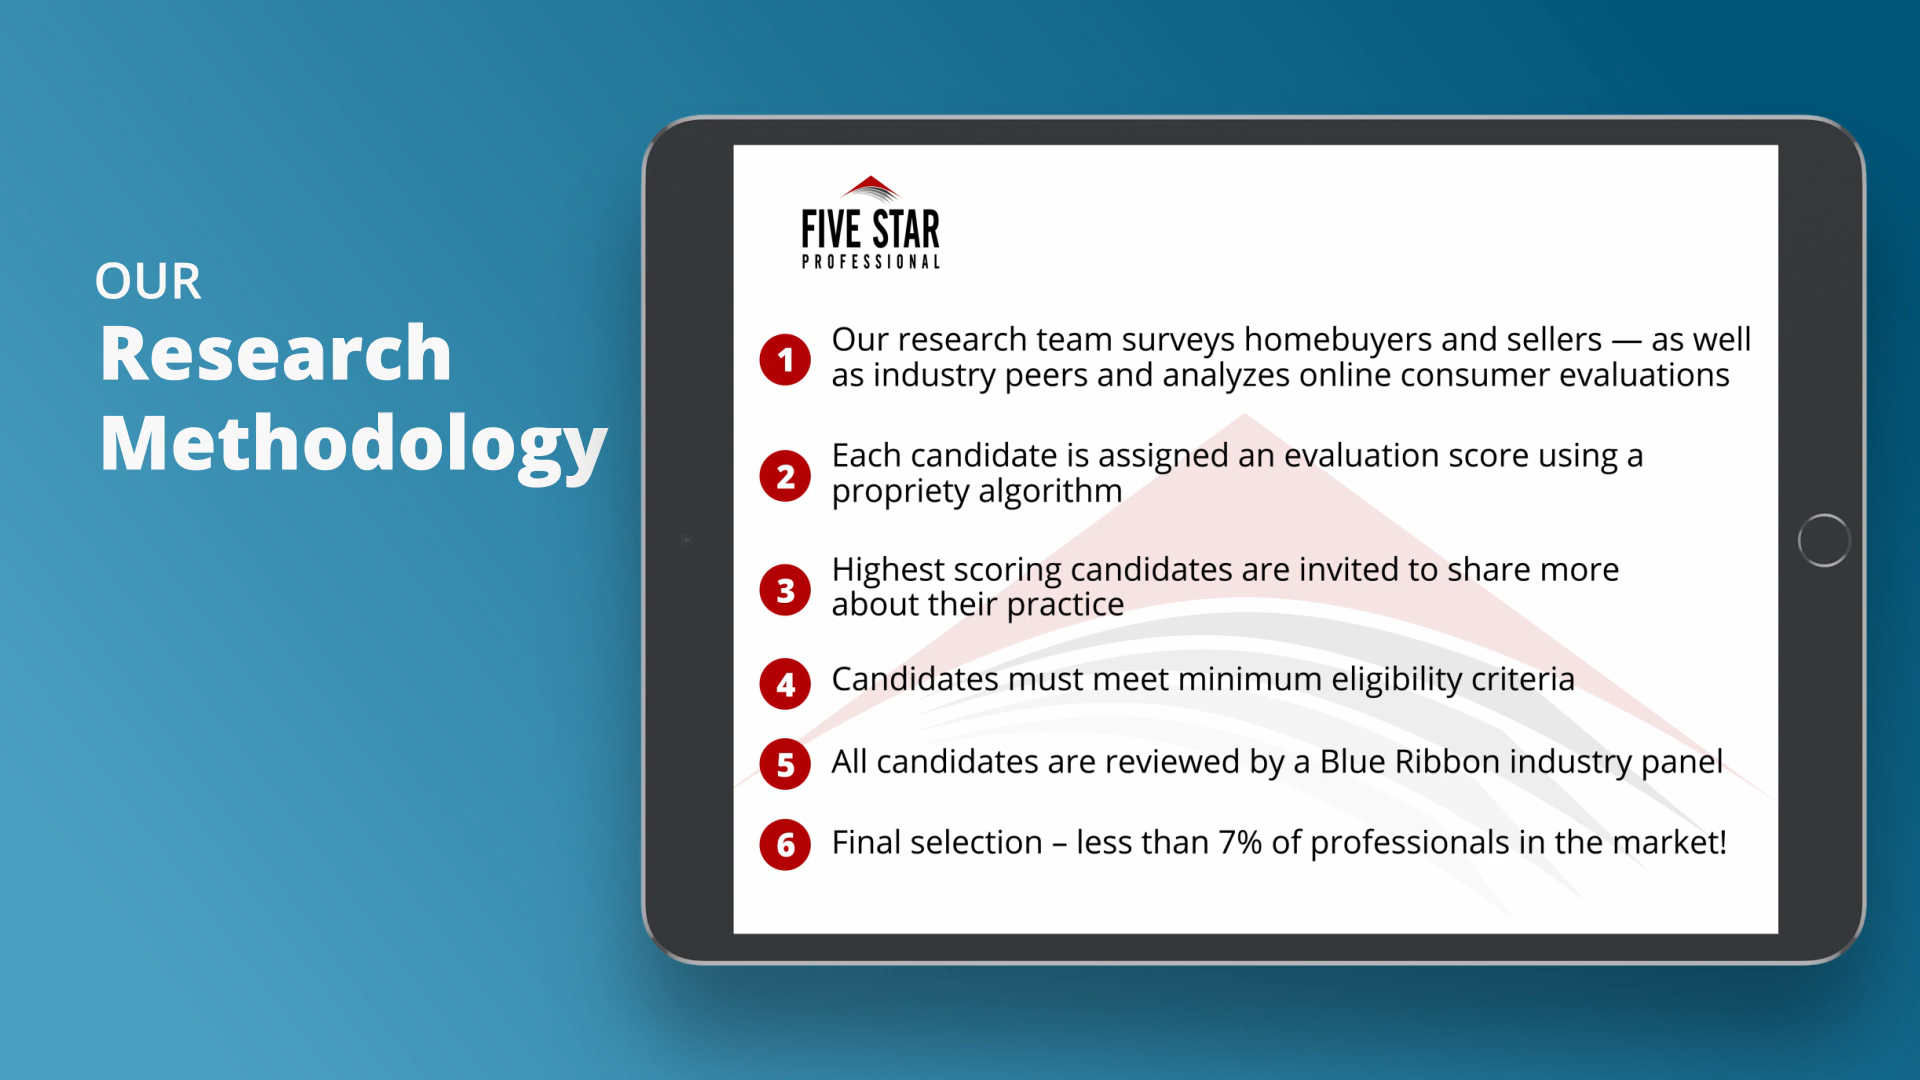 OUR
Research
Methodology
FIVE STAR
PROFESSIONAL
1 Our research team surveys homebuyers and sellers — as well
as industry peers and analyzes online consumer evaluations
2 Each candidate is assigned an evaluation score using a
propriety algorithm
3 Highest scoring candidates are invited to share more
about their practice
4 Candidates must meet minimum eligibility criteria
5 All candidates are reviewed by a Blue Ribbon industry panel
6 Final selection – less than 7% of professionals in the market!